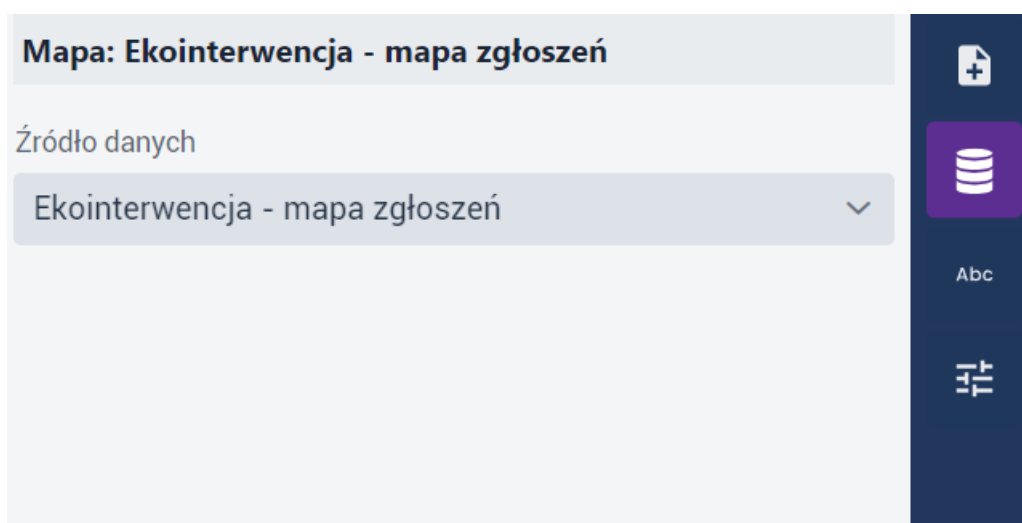 Mapa: Ekointerwencja - mapa zgłoszeń
Źródło danych
Ekointerwencja - mapa zgłoszeń
Abc